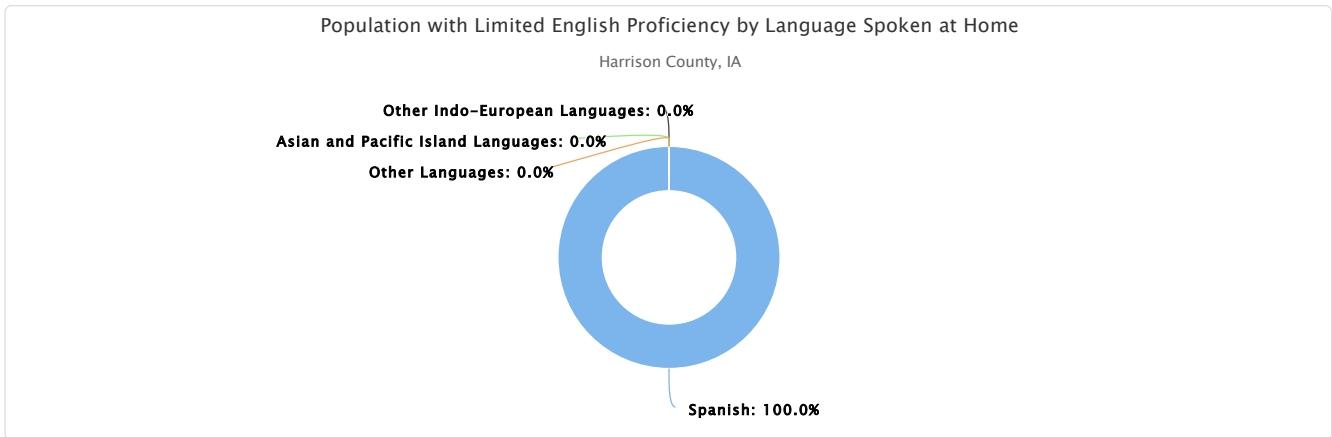 Population with Limited English Proficiency by Language Spoken at Home
Harrison County, IA
Other Indo-European Languages: 0.0%
Asian and Pacific Island Languages: 0.0%
Other Languages: 0.0%
Spanish: 100.0%